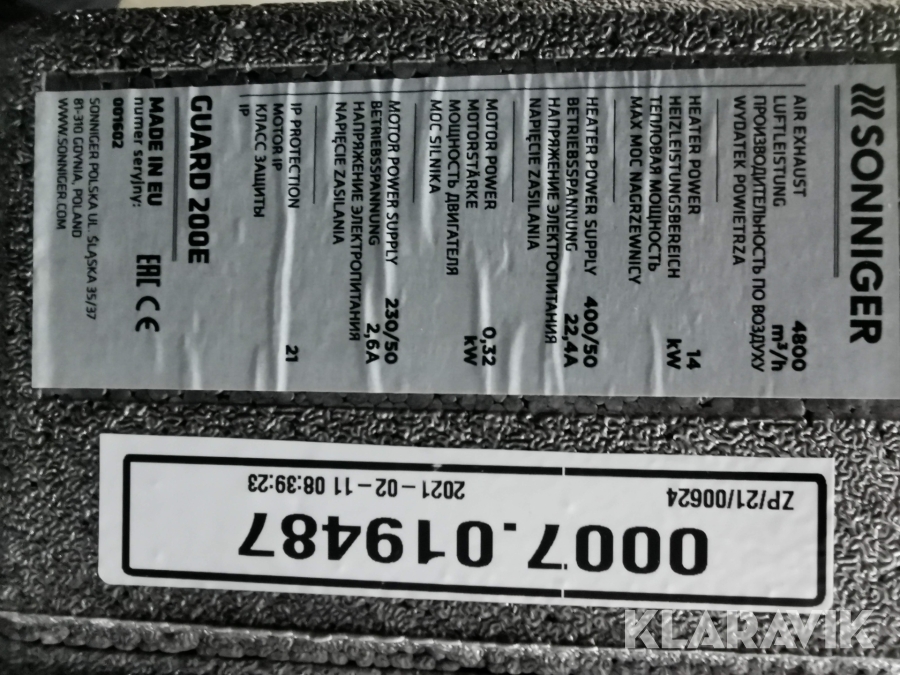 SONNIGER
AIR EXHAUST 4800
LUFTLEISTUNG m³/h
ПРОИЗВОДИТЕЛЬНОСТЬ ПО ВОЗДУХУ
WYDATEK POWIETRZA
HEATER POWER 14
HEIZLEISTUNGSBEREICH kW
ТЕПЛОВАЯ МОЩНОСТЬ
MAX MOC NAGRZEWNICY
HEATER POWER SUPPLY 400/50
BETRIEBSSPANNUNG 22,4A
НАПРЯЖЕНИЕ ЭЛЕКТРОПИТАНИЯ
NAPIĘCIE ZASILANIA
MOTOR POWER 0,32
MOTORSTÄRKE kW
МОЩНОСТЬ ДВИГАТЕЛЯ
MOC SILNIKA
MOTOR POWER SUPPLY 230/50
BETRIEBSSPANNUNG 2,6A
НАПРЯЖЕНИЕ ЭЛЕКТРОПИТАНИЯ
NAPIĘCIE ZASILANIA
IP PROTECTION 21
MOTOR IP
КЛАСС ЗАЩИТЫ
IP
GUARD 200E
MADE IN EU
numer seryjny:
001602
EAC CE
SONNIGER POLSKA UL. ŚLĄSKA 35/37
81-310 GDYNIA, POLAND
WWW.SONNIGER.COM
ZP/21/00624 2021-02-11 08:39:23
0007.019487
KLARAVIK